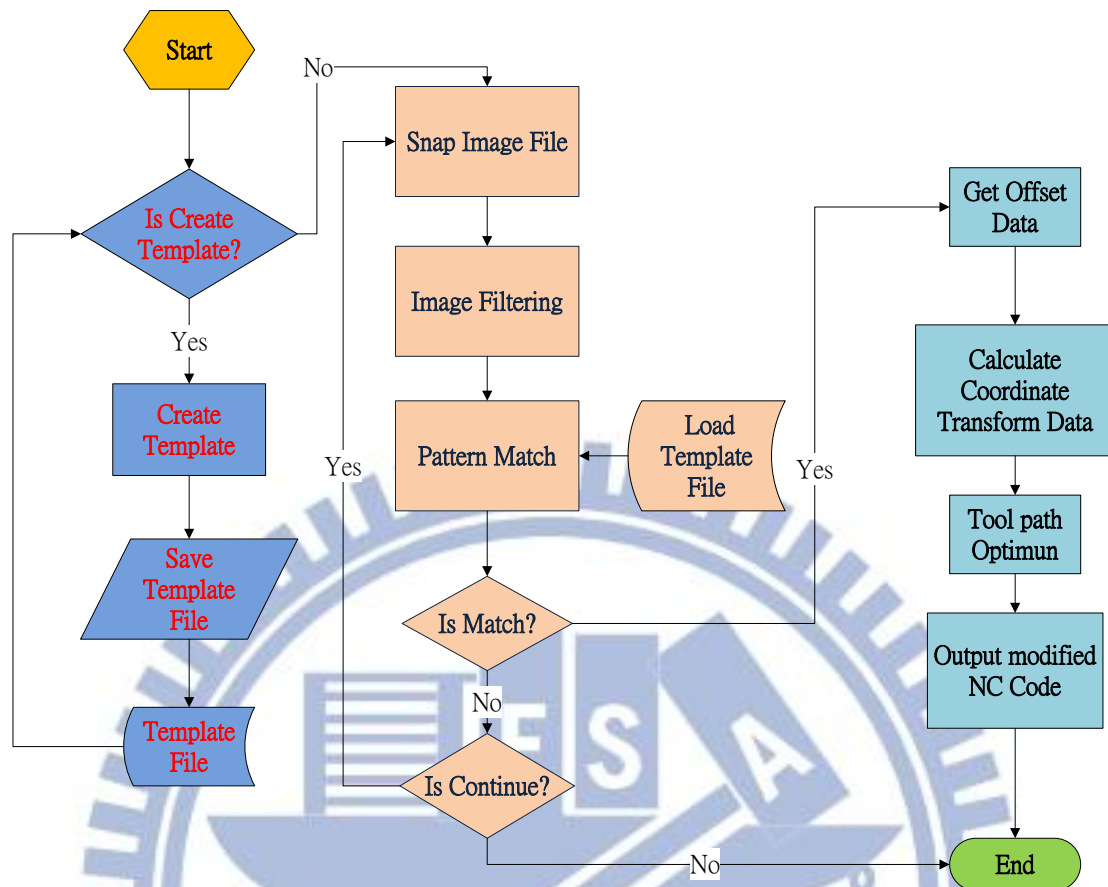 Start
No
Is Create
Template?
Yes
Create
Template
Save
Template
File
Template
File
Snap Image File
Image Filtering
Pattern Match
Load
Template
File
Yes
Is Match?
Yes
No
Is Continue?
No
Get Offset
Data
Calculate
Coordinate
Transform Data
Tool path
Optimun
Output modified
NC Code
End
E S A